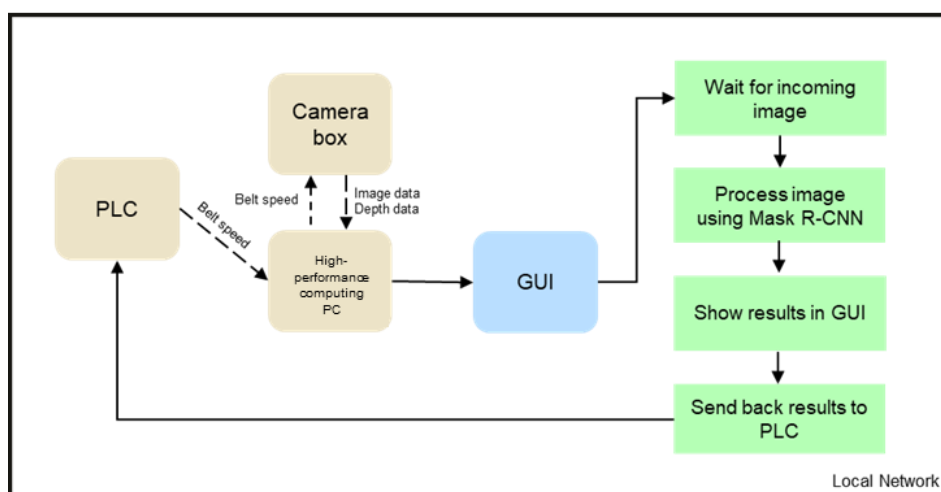 Camera
box
PLC
Belt speed
Belt speed
Image data
Depth data
High-
performance
computing
PC
GUI
Wait for incoming
image
Process image
using Mask R-CNN
Show results in GUI
Send back results to
PLC
Local Network